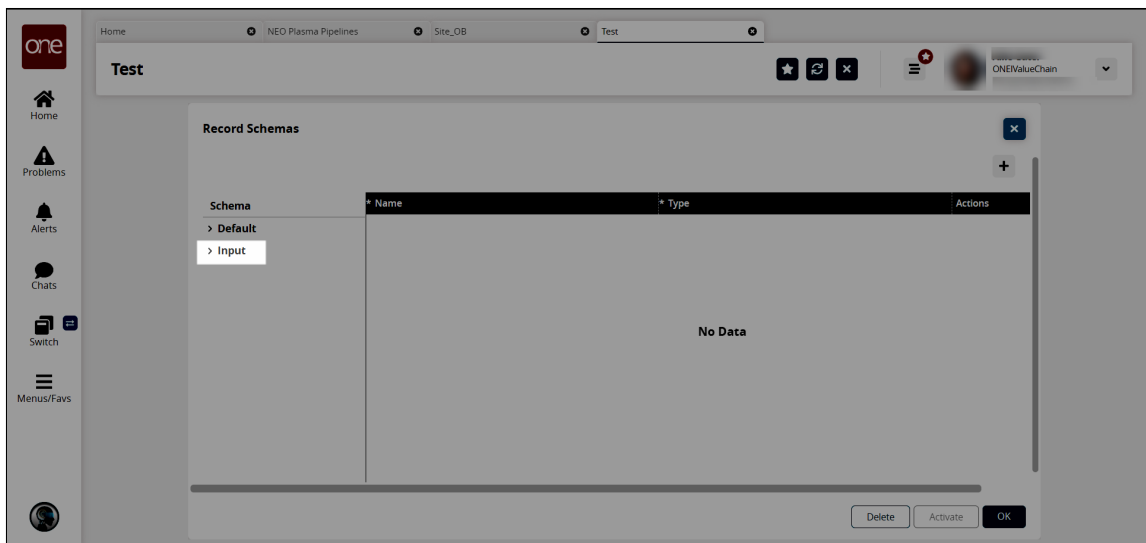 one
Home
NEO Plasma Pipelines
Site_OB
Test
Test
ONEIValueChain
Home
Problems
Alerts
Chats
Switch
Menus/Favs
Record Schemas
Schema
* Name
* Type
Actions
> Default
> Input
No Data
Delete
Activate
OK